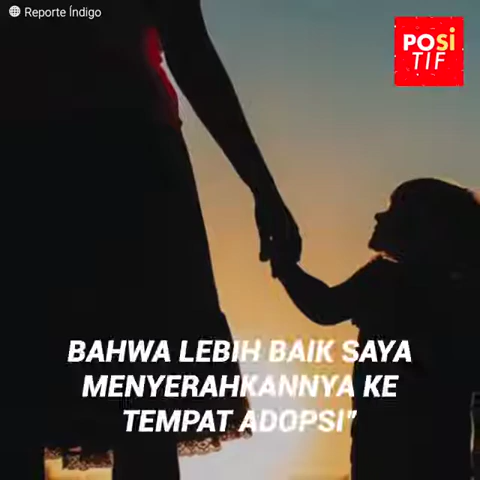 Reporte Índigo
POSi
TIF
BAHWA LEBIH BAIK SAYA
MENYERAHKANNYA KE
TEMPAT ADOPSI"